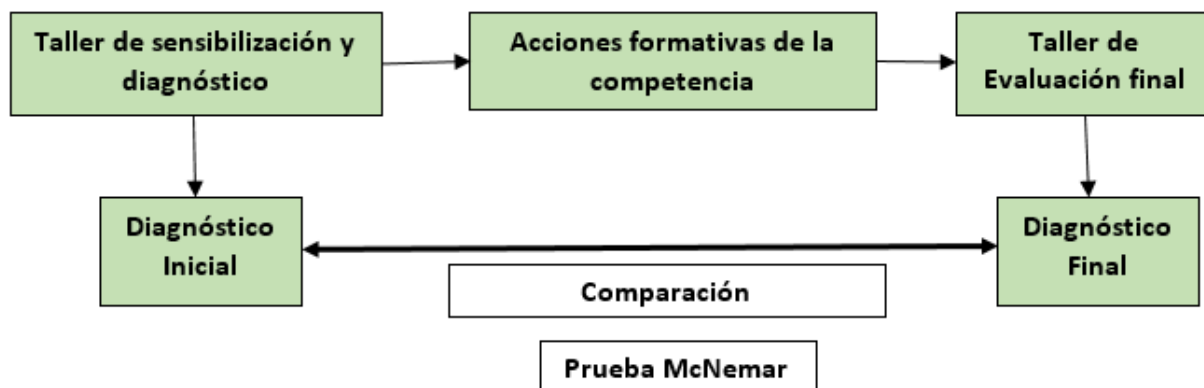 Taller de sensibilización y
diagnóstico
Acciones formativas de la
competencia
Taller de
Evaluación final
Diagnóstico
Inicial
Diagnóstico
Final
Comparación
Prueba McNemar